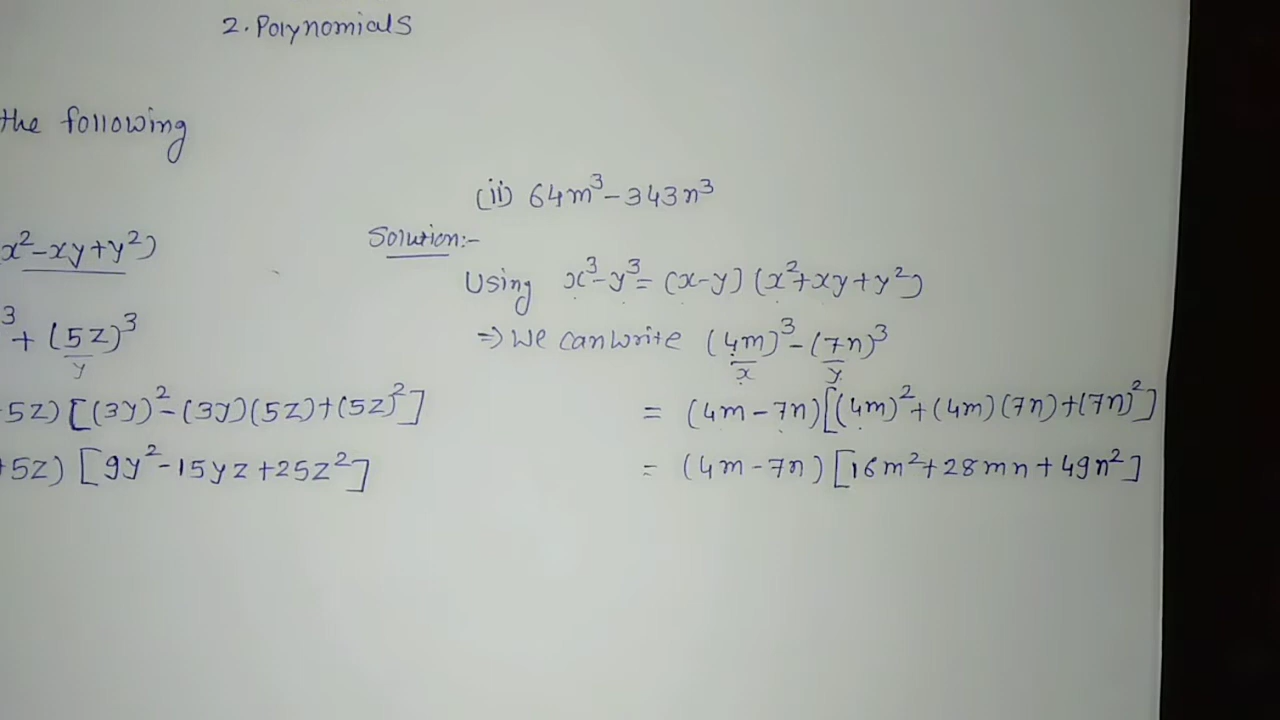 2. Polynomials
the following
x²-xy+y²)
³+(5z)³
y
5z)[(3y)²-(3y)(5z)+(5z)²]
+5z)[9y²-15yz+25z²]
(ii) 64m³-343n³
Solution:-
Using x³-y³=(x-y)(x²+xy+y²)
⇒ We can write (4m)³-(7n)³
x y
= (4m-7n)[(4m)²+(4m)(7n)+(7n)²]
= (4m-7n)[16m²+28mn+49n²]